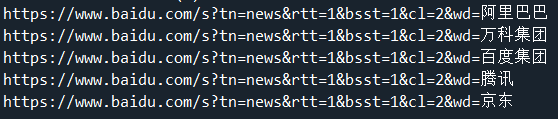 https://www.baidu.com/s?tn=news&rtt=1&bsst=1&cl=2&wd=阿里巴巴
https://www.baidu.com/s?tn=news&rtt=1&bsst=1&cl=2&wd=万科集团
https://www.baidu.com/s?tn=news&rtt=1&bsst=1&cl=2&wd=百度集团
https://www.baidu.com/s?tn=news&rtt=1&bsst=1&cl=2&wd=腾讯
https://www.baidu.com/s?tn=news&rtt=1&bsst=1&cl=2&wd=京东